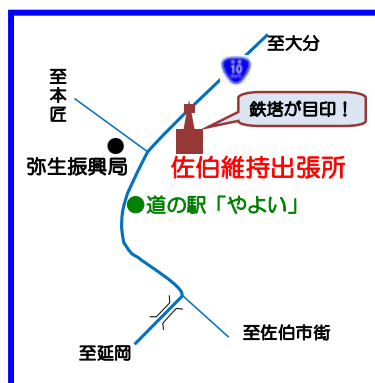 至大分
国道
10
至本匠
鉄塔が目印！
弥生振興局
佐伯維持出張所
道の駅「やよい」
至佐伯市街
至延岡